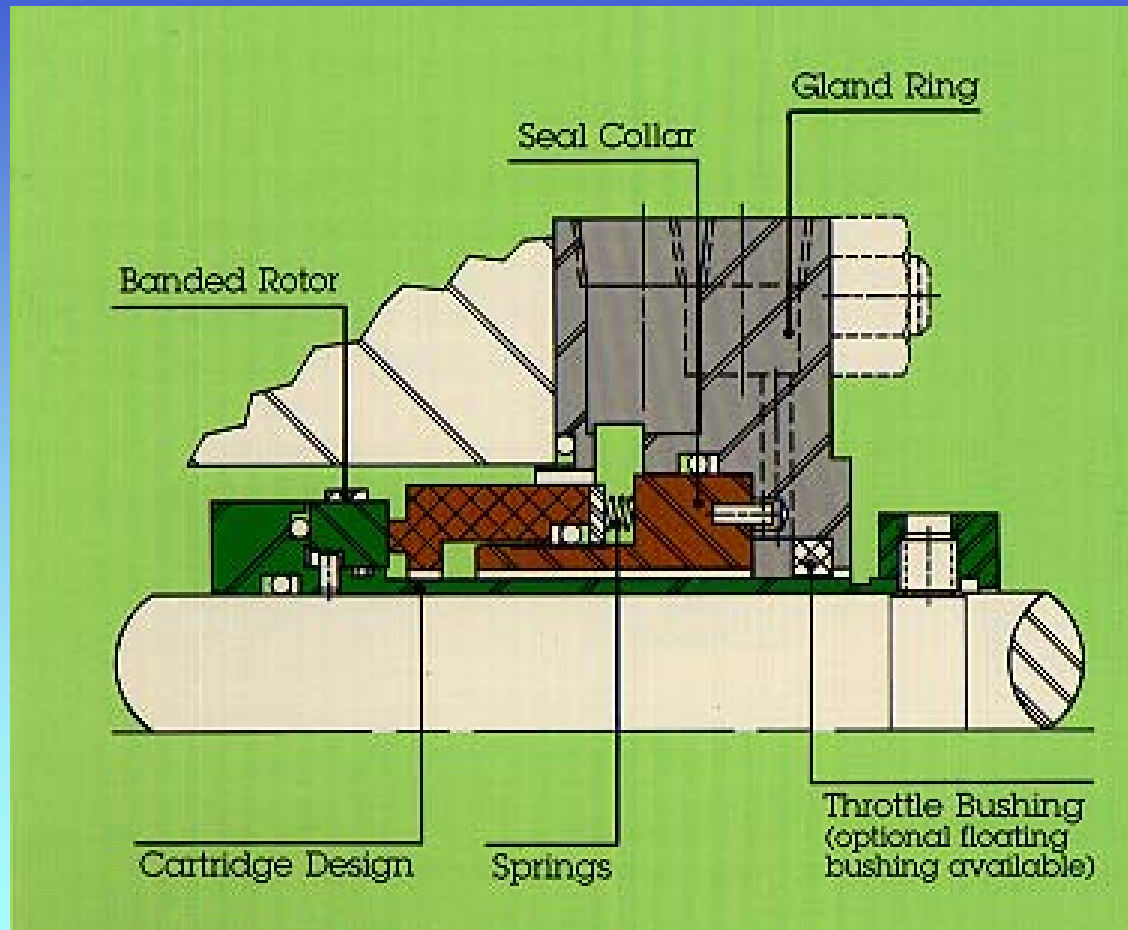 Gland Ring
Seal Collar
Banded Rotor
Throttle Bushing
(optional floating
bushing available)
Cartridge Design
Springs